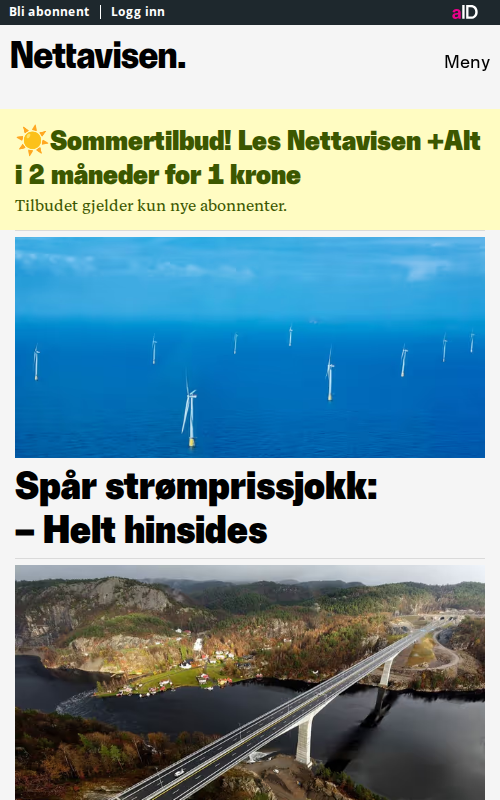 Bli abonnent | Logg inn
aID
Nettavisen.
Meny
☀️Sommertilbud! Les Nettavisen +Alt
i 2 måneder for 1 krone
Tilbudet gjelder kun nye abonnenter.
Spår strømprissjokk:
– Helt hinsides